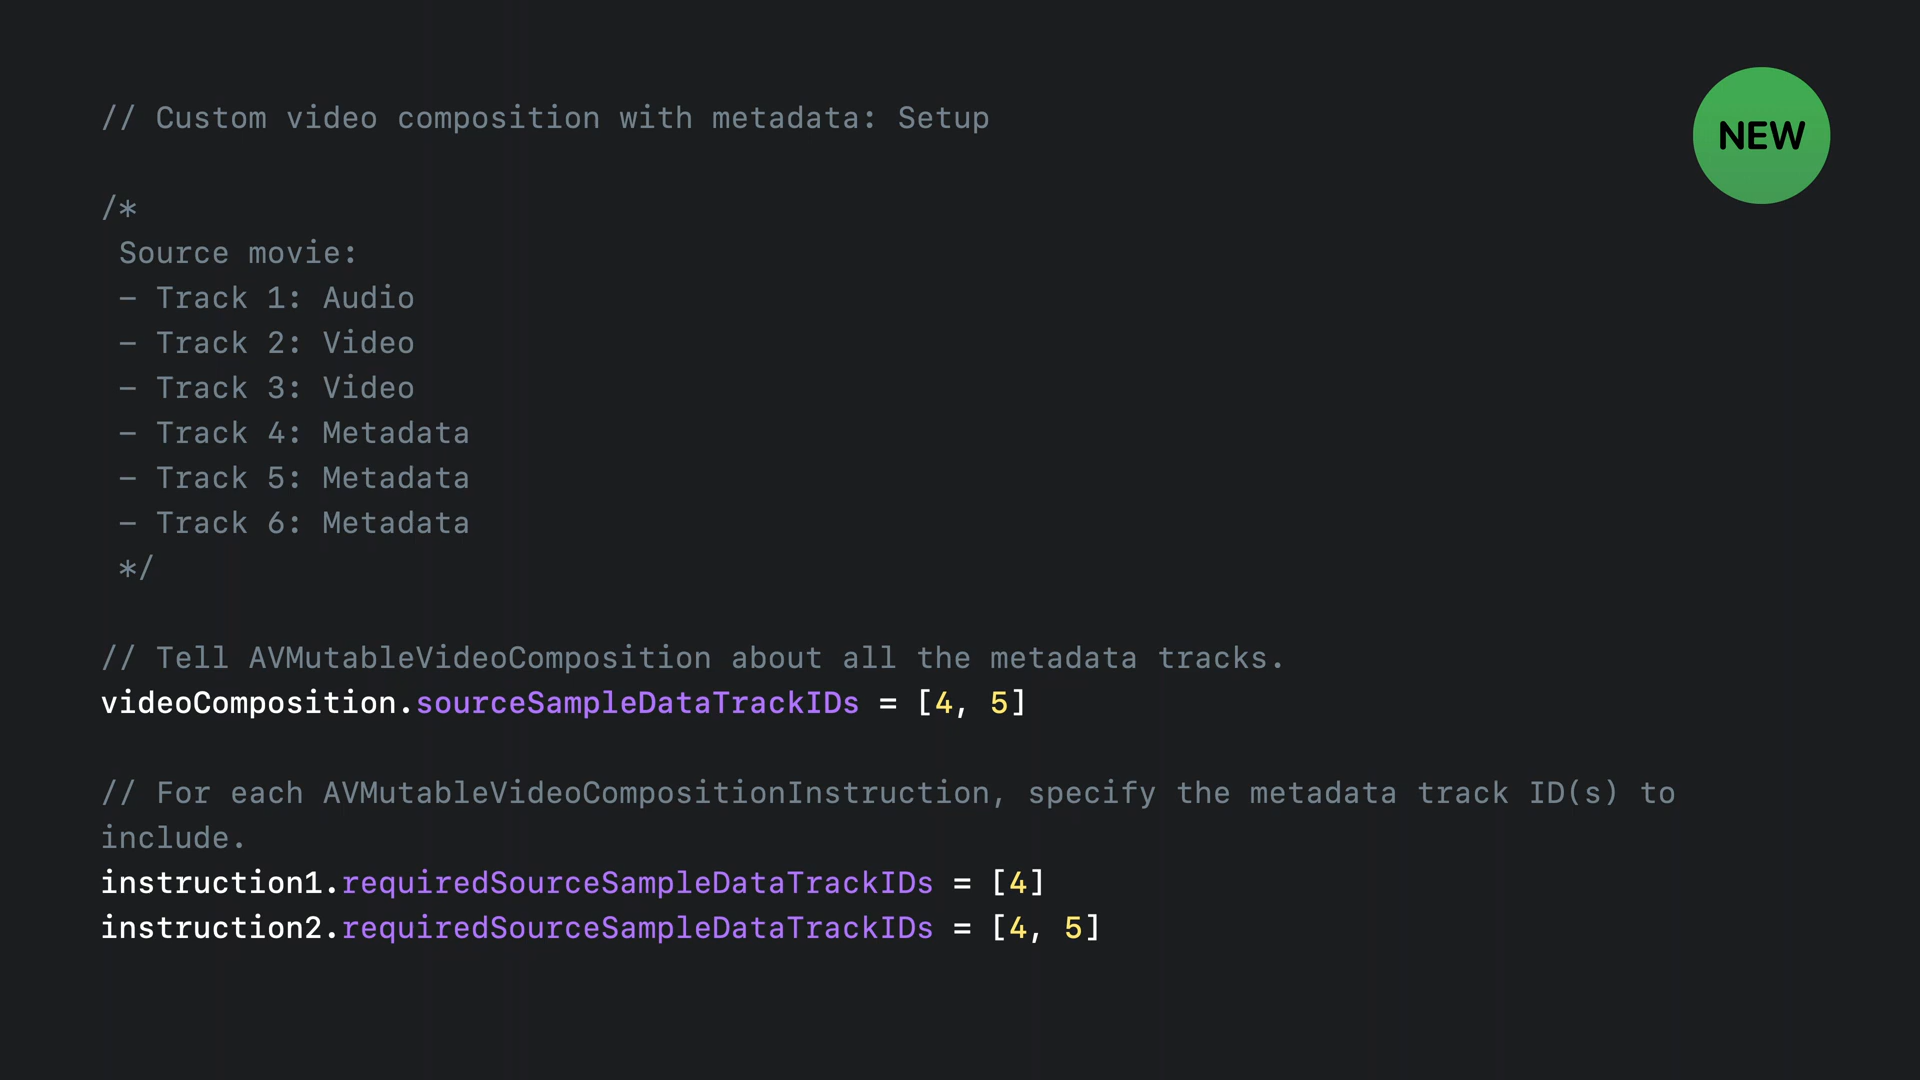 // Custom video composition with metadata: Setup
NEW
/*
Source movie:
– Track 1: Audio
– Track 2: Video
– Track 3: Video
– Track 4: Metadata
– Track 5: Metadata
– Track 6: Metadata
*/
// Tell AVMutableVideoComposition about all the metadata tracks.
videoComposition.sourceSampleDataTrackIDs = [4, 5]
// For each AVMutableVideoCompositionInstruction, specify the metadata track ID(s) to
include.
instruction1.requiredSourceSampleDataTrackIDs = [4]
instruction2.requiredSourceSampleDataTrackIDs = [4, 5]